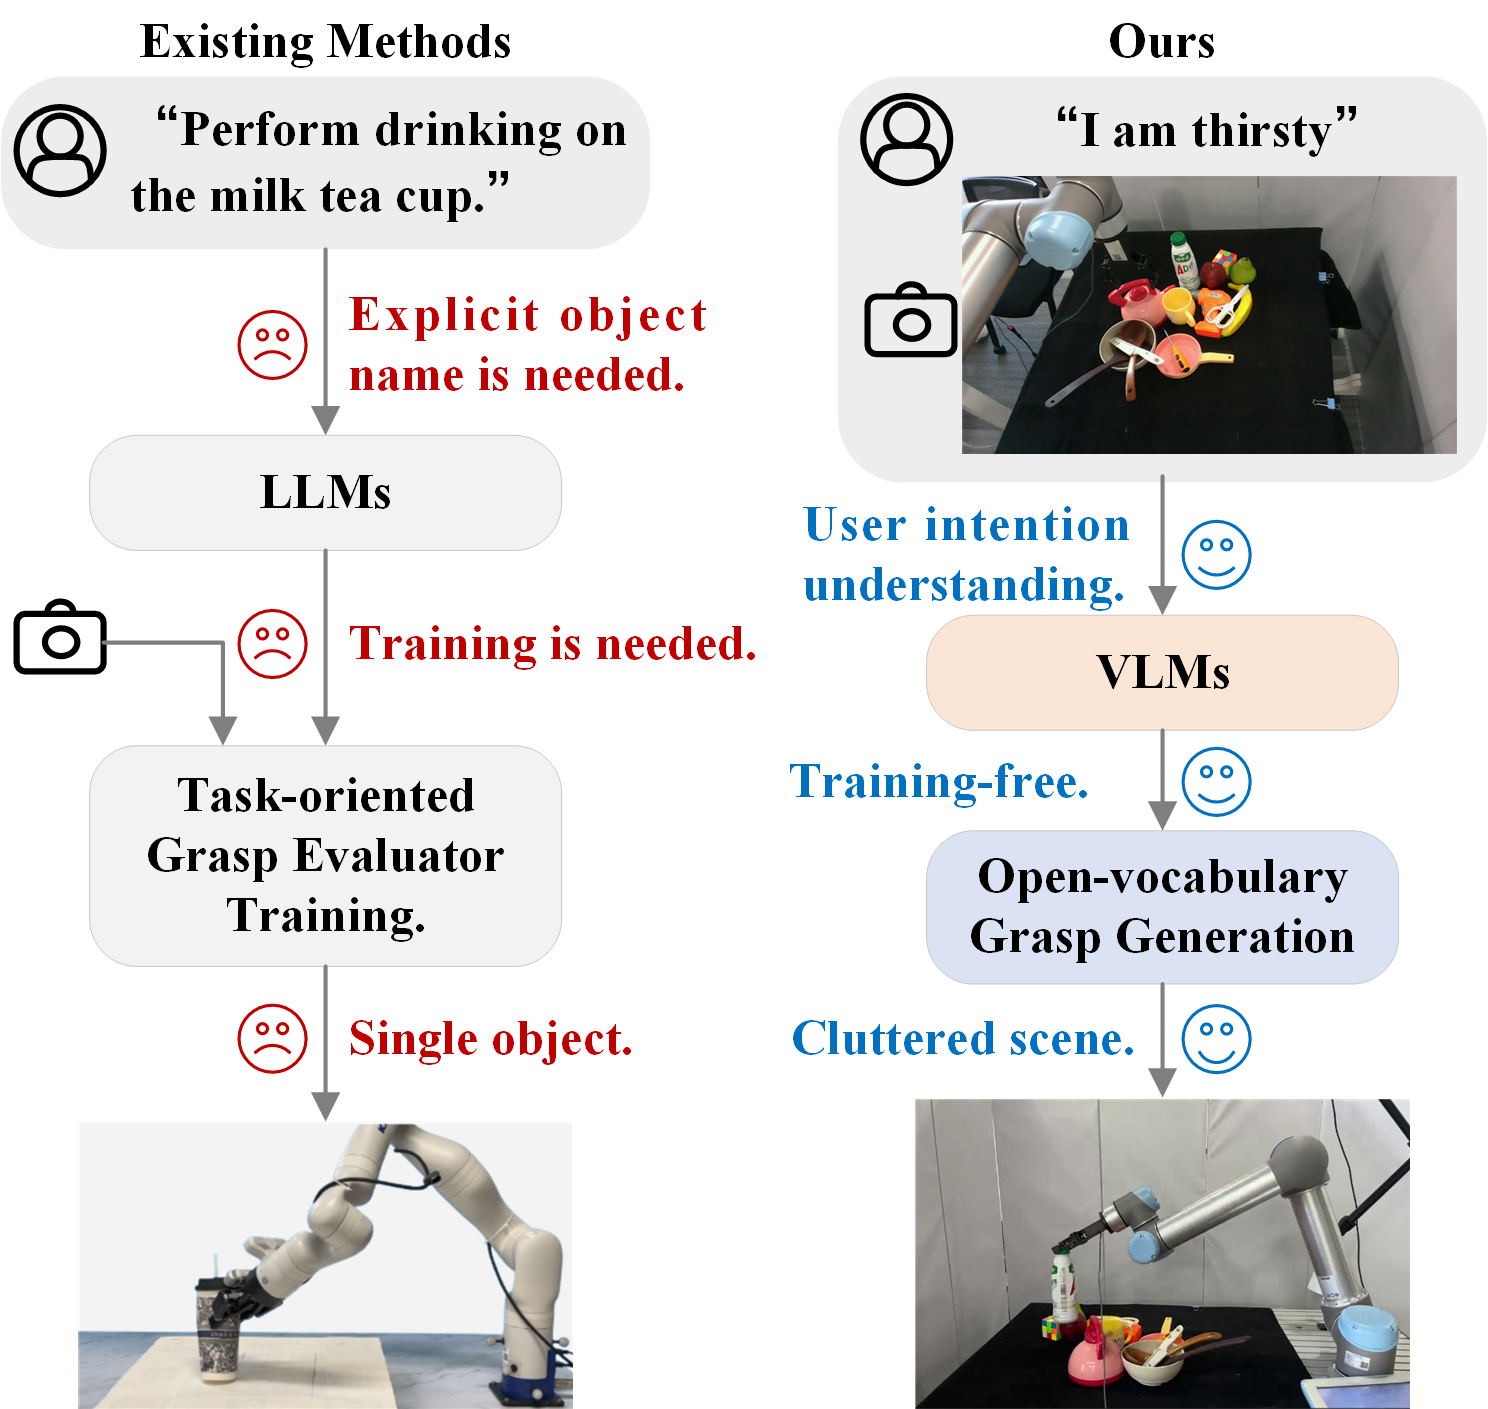 Existing Methods
“Perform drinking on
the milk tea cup.”
Explicit object
name is needed.
LLMs
Training is needed.
Task-oriented
Grasp Evaluator
Training.
Single object.
Ours
“I am thirsty”
User intention
understanding.
VLMs
Training-free.
Open-vocabulary
Grasp Generation
Cluttered scene.